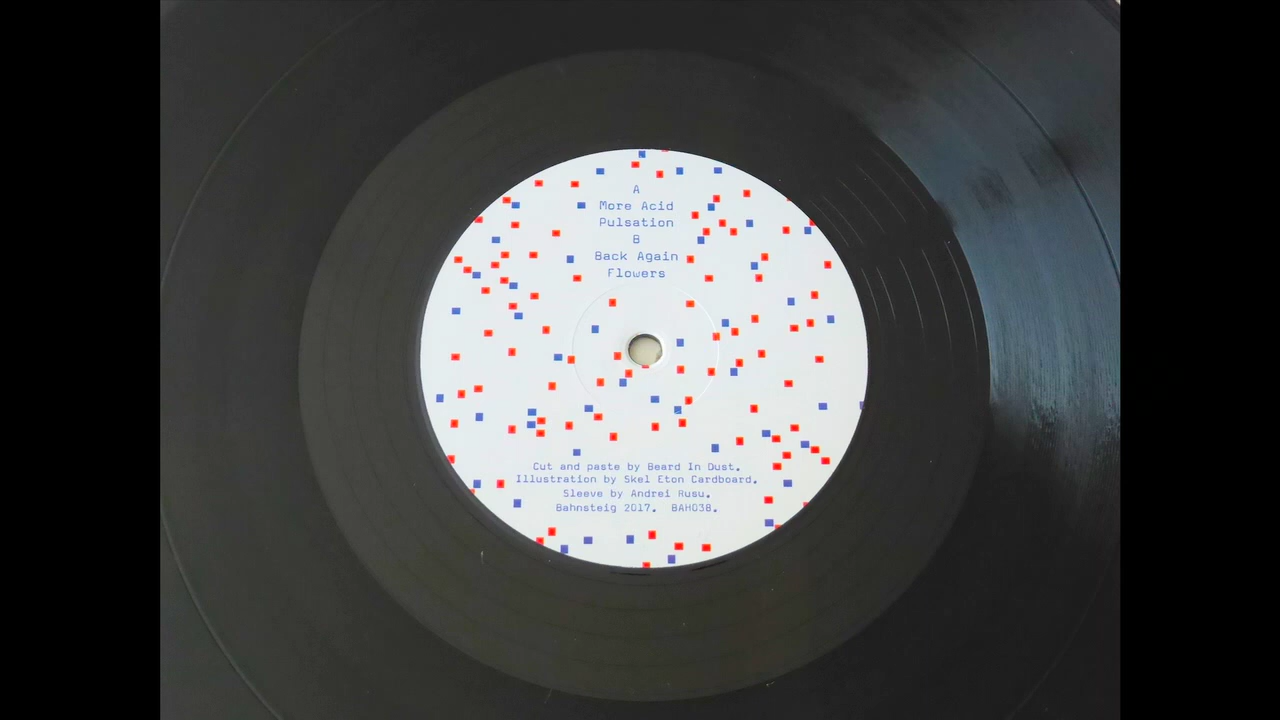 A
More Acid
Pulsation
B
Back Again
Flowers
Cut and paste by Beard In Dust.
Illustration by Skel Eton Cardboard.
Sleeve by Andrei Rusu.
Bahnsteig 2017. BAH038.